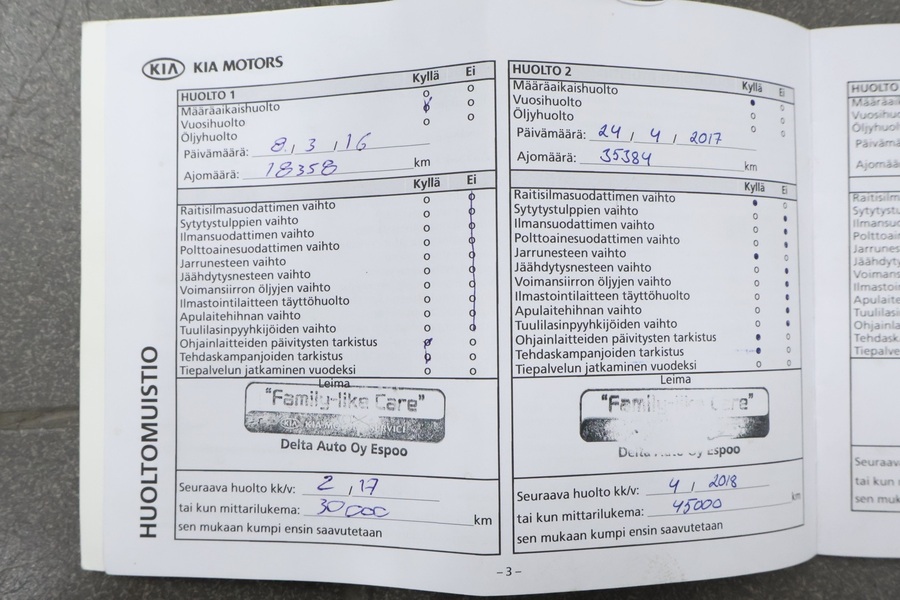 KIA KIA MOTORS
HUOLTOMUISTIO
Kyllä Ei
HUOLTO 1
Määräaikaishuolto
Vuosihuolto
Öljyhuolto
Päivämäärä: 8, 3, 16
Ajomäärä: 18358 km
Kyllä Ei
Raitisilmasuodattimen vaihto
Sytytystulppien vaihto
Ilmansuodattimen vaihto
Polttoainesuodattimen vaihto
Jarrunesteen vaihto
Jäähdytysnesteen vaihto
Voimansiirron öljyjen vaihto
Ilmastointilaitteen täyttöhuolto
Apulaitehihnan vaihto
Tuulilasinpyyhkijöiden vaihto
Ohjainlaitteiden päivitysten tarkistus
Tehdaskampanjoiden tarkistus
Tiepalvelun jatkaminen vuodeksi
Leima
"Family-like Care"
Delta Auto Oy Espoo
Seuraava huolto kk/v: 2, 17
tai kun mittarilukema: 30000 km
sen mukaan kumpi ensin saavutetaan
HUOLTO 2
Kyllä Ei
Määräaikaishuolto
Vuosihuolto
Öljyhuolto
Päivämäärä: 24, 4, 2017
Ajomäärä: 35384 km
Kyllä Ei
Raitisilmasuodattimen vaihto
Sytytystulppien vaihto
Ilmansuodattimen vaihto
Polttoainesuodattimen vaihto
Jarrunesteen vaihto
Jäähdytysnesteen vaihto
Voimansiirron öljyjen vaihto
Ilmastointilaitteen täyttöhuolto
Apulaitehihnan vaihto
Tuulilasinpyyhkijöiden vaihto
Ohjainlaitteiden päivitysten tarkistus
Tehdaskampanjoiden tarkistus
Tiepalvelun jatkaminen vuodeksi
Leima
Seuraava huolto kk/v: 4, 2018
tai kun mittarilukema: 45000 km
sen mukaan kumpi ensin saavutetaan
– 3 –
HUOLTO